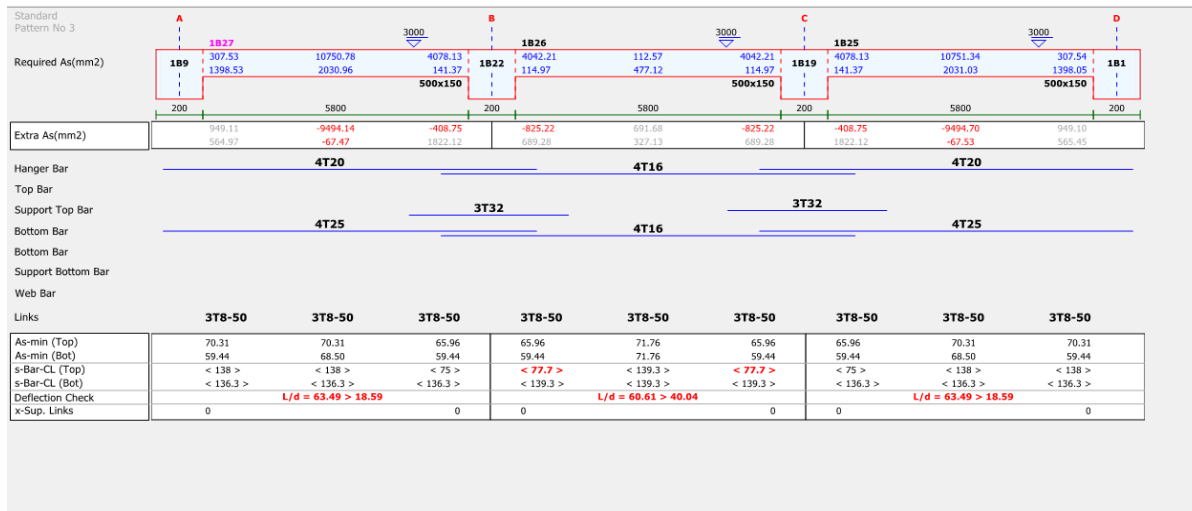 Standard
Pattern No 3
A B C D
3000 3000 3000
1B27 1B26 1B25
Required As(mm2) 1B9 307.53 10750.78 4078.13 1B22 4042.21 112.57 4042.21 1B19 4078.13 10751.34 307.54 1B1
1398.53 2030.96 141.37 114.97 477.12 114.97 141.37 2031.03 1398.05
500x150 500x150 500x150
200 5800 200 5800 200 5800 200
Extra As(mm2) 949.11 -9494.14 -408.75 -825.22 691.68 -825.22 -408.75 -9494.70 949.10
564.97 -67.47 1822.12 689.28 327.13 689.28 1822.12 -67.53 565.45
Hanger Bar 4T20 4T16 4T20
Top Bar
Support Top Bar 3T32 3T32
Bottom Bar 4T25 4T16 4T25
Bottom Bar
Support Bottom Bar
Web Bar
Links 3T8-50 3T8-50 3T8-50 3T8-50 3T8-50 3T8-50 3T8-50 3T8-50 3T8-50
As-min (Top) 70.31 70.31 65.96 65.96 71.76 65.96 65.96 70.31 70.31
As-min (Bot) 59.44 68.50 59.44 59.44 71.76 59.44 59.44 68.50 59.44
s-Bar-CL (Top) < 138 > < 138 > < 75 > < 77.7 > < 139.3 > < 77.7 > < 75 > < 138 > < 138 >
s-Bar-CL (Bot) < 136.3 > < 136.3 > < 136.3 > < 139.3 > < 139.3 > < 139.3 > < 136.3 > < 136.3 > < 136.3 >
Deflection Check L/d = 63.49 > 18.59 L/d = 60.61 > 40.04 L/d = 63.49 > 18.59
x-Sup. Links 0 0 0 0 0 0